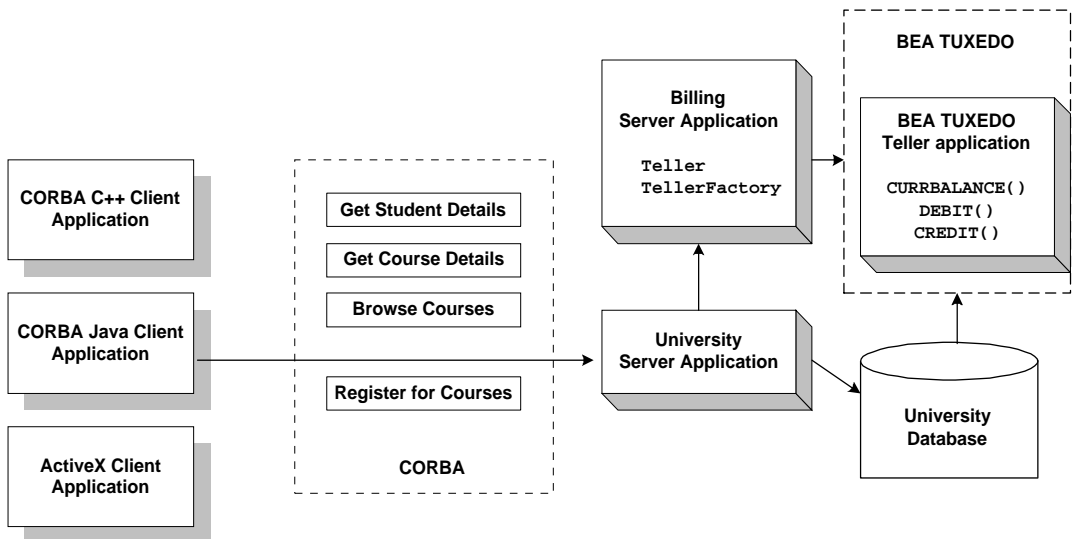 CORBA C++ Client
Application
CORBA Java Client
Application
ActiveX Client
Application
Get Student Details
Get Course Details
Browse Courses
Register for Courses
CORBA
Billing
Server Application
Teller
TellerFactory
University
Server Application
BEA TUXEDO
BEA TUXEDO
Teller application
CURRBALANCE()
DEBIT()
CREDIT()
University
Database